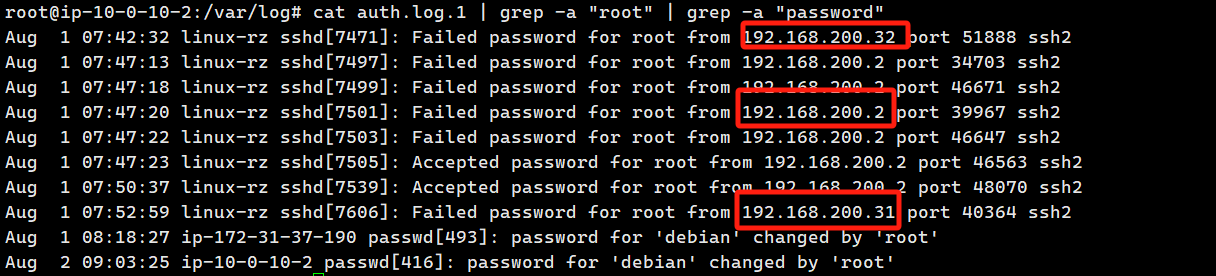 root@ip-10-0-10-2:/var/log# cat auth.log.1 | grep -a "root" | grep -a "password"
Aug  1 07:42:32 linux-rz sshd[7471]: Failed password for root from 192.168.200.32 port 51888 ssh2
Aug  1 07:47:13 linux-rz sshd[7497]: Failed password for root from 192.168.200.2 port 34703 ssh2
Aug  1 07:47:18 linux-rz sshd[7499]: Failed password for root from 192.168.200.2 port 46671 ssh2
Aug  1 07:47:20 linux-rz sshd[7501]: Failed password for root from 192.168.200.2 port 39967 ssh2
Aug  1 07:47:22 linux-rz sshd[7503]: Failed password for root from 192.168.200.2 port 46647 ssh2
Aug  1 07:47:23 linux-rz sshd[7505]: Accepted password for root from 192.168.200.2 port 46563 ssh2
Aug  1 07:50:37 linux-rz sshd[7539]: Accepted password for root from 192.168.200.2 port 48070 ssh2
Aug  1 07:52:59 linux-rz sshd[7606]: Failed password for root from 192.168.200.31 port 40364 ssh2
Aug  1 08:18:27 ip-172-31-37-190 passwd[493]: password for 'debian' changed by 'root'
Aug  2 09:03:25 ip-10-0-10-2 passwd[416]: password for 'debian' changed by 'root'